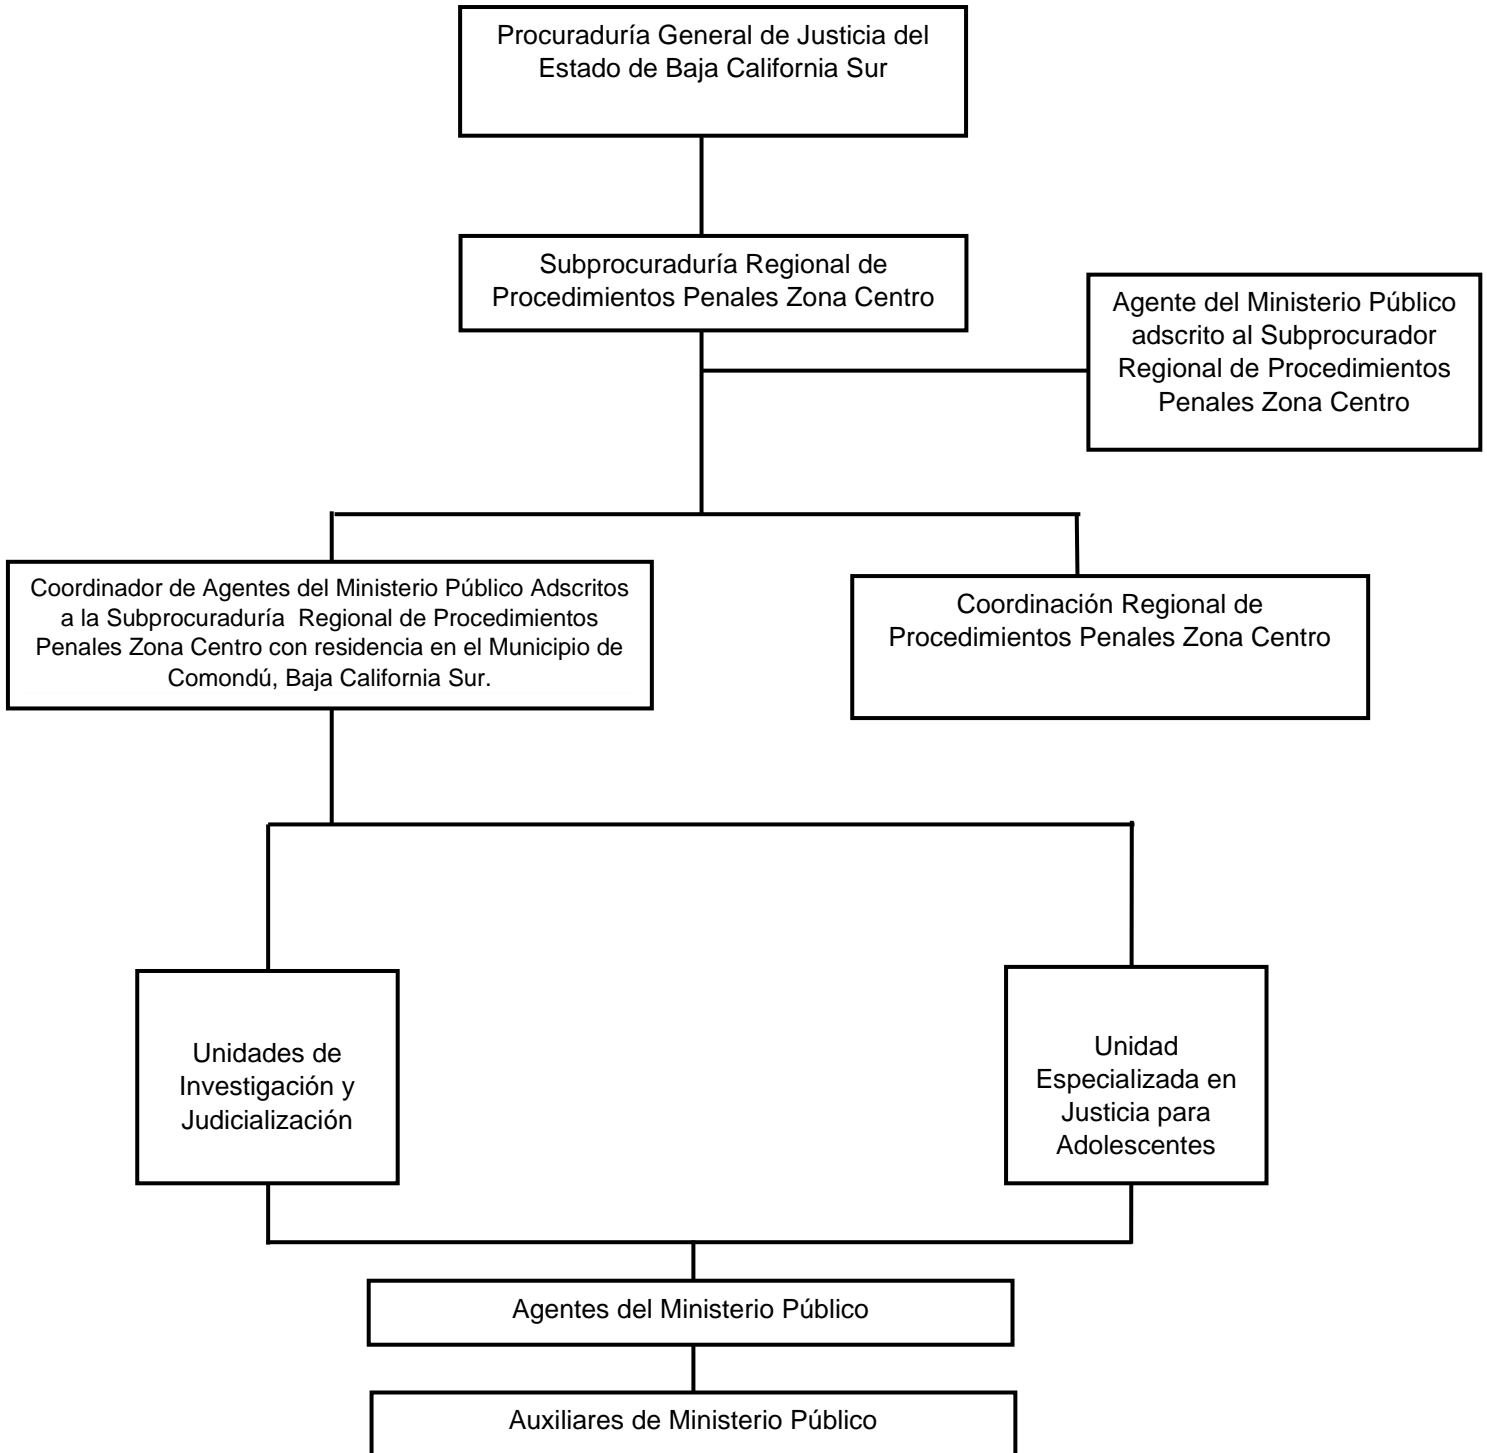 Procuraduría General de Justicia del
Estado de Baja California Sur
Subprocuraduría Regional de
Procedimientos Penales Zona Centro
Agente del Ministerio Público
adscrito al Subprocurador
Regional de Procedimientos
Penales Zona Centro
Coordinador de Agentes del Ministerio Público Adscritos
a la Subprocuraduría  Regional de Procedimientos
Penales Zona Centro con residencia en el Municipio de
Comondú, Baja California Sur.
Coordinación Regional de
Procedimientos Penales Zona Centro
Unidades de
Investigación y
Judicialización
Unidad
Especializada en
Justicia para
Adolescentes
Agentes del Ministerio Público
Auxiliares de Ministerio Público